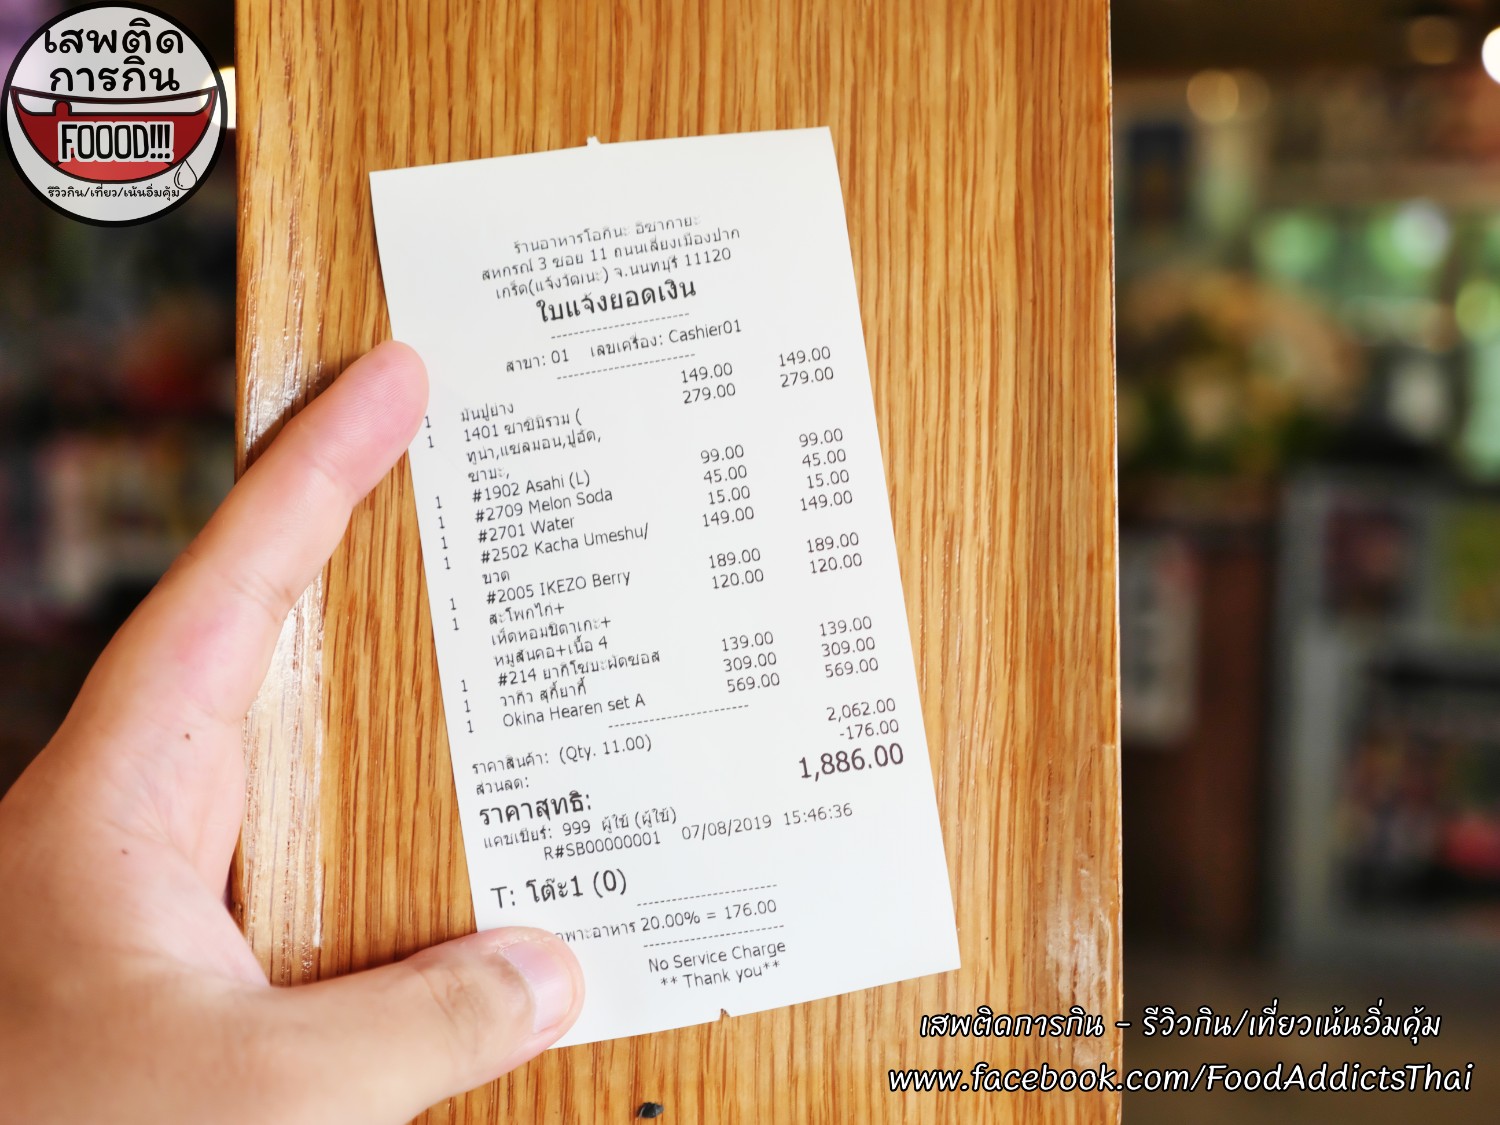 เสพติด
การกิน
FOOOD!!!
รีวิวกิน/เที่ยว/เน้นอิ่มคุ้ม
ร้านอาหารโอกินะ อิซากายะ
สหกรณ์ 3 ซอย 11 ถนนเลี่ยงเมืองปาก
เกร็ด(แจ้งวัฒนะ) จ.นนทบุรี 11120
ใบแจ้งยอดเงิน
สาขา: 01 เลขเครื่อง: Cashier01
1 มันปูย่าง 149.00 149.00
1 1401 ซาซิมิรวม ( 279.00 279.00
ทูน่า,แซลมอน,ปูอัด,
ซาบะ,
1 #1902 Asahi (L) 99.00 99.00
1 #2709 Melon Soda 45.00 45.00
1 #2701 Water 15.00 15.00
1 #2502 Kacha Umeshu/ 149.00 149.00
ขวด
1 #2005 IKEZO Berry 189.00 189.00
1 สะโพกไก่+ 120.00 120.00
เห็ดหอมชิตาเกะ+
หมูสันคอ+เนื้อ 4
1 #214 ยากิโซบะผัดซอส 139.00 139.00
1 วากิว สุกี้ยากี้ 309.00 309.00
1 Okina Hearen set A 569.00 569.00
ราคาสินค้า: (Qty. 11.00) 2,062.00
ส่วนลด: -176.00
ราคาสุทธิ: 1,886.00
แคชเชียร์: 999 ผู้ใช้ (ผู้ใช้)
R#SB00000001 07/08/2019 15:46:36
T: โต๊ะ1 (0)
เฉพาะอาหาร 20.00% = 176.00
No Service Charge
** Thank you**
เสพติดการกิน - รีวิวกิน/เที่ยวเน้นอิ่มคุ้ม
www.facebook.com/FoodAddictsThai